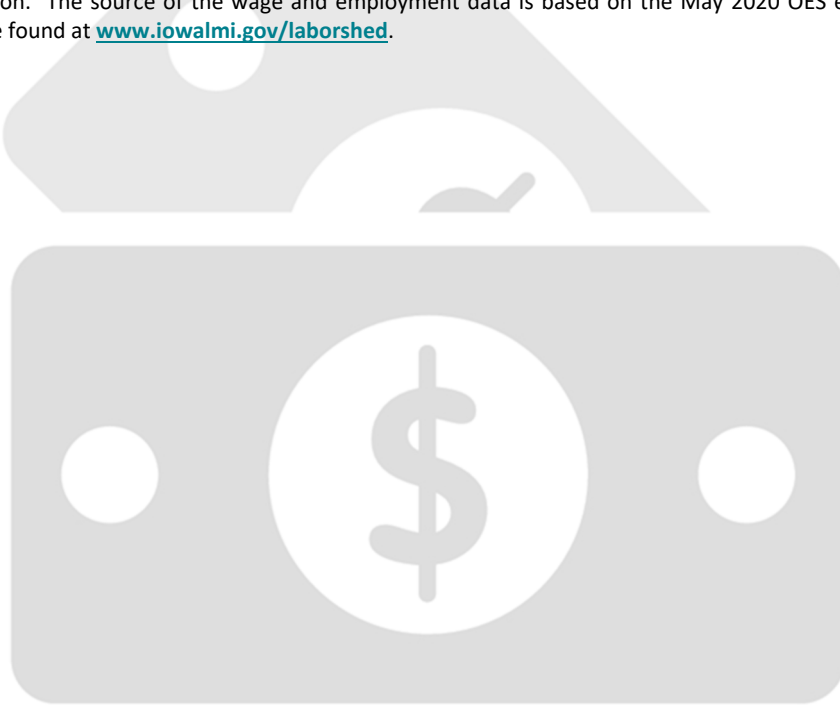 on. The source of the wage and employment data is based on the May 2020 OES e
e found at www.iowalmi.gov/laborshed.
$